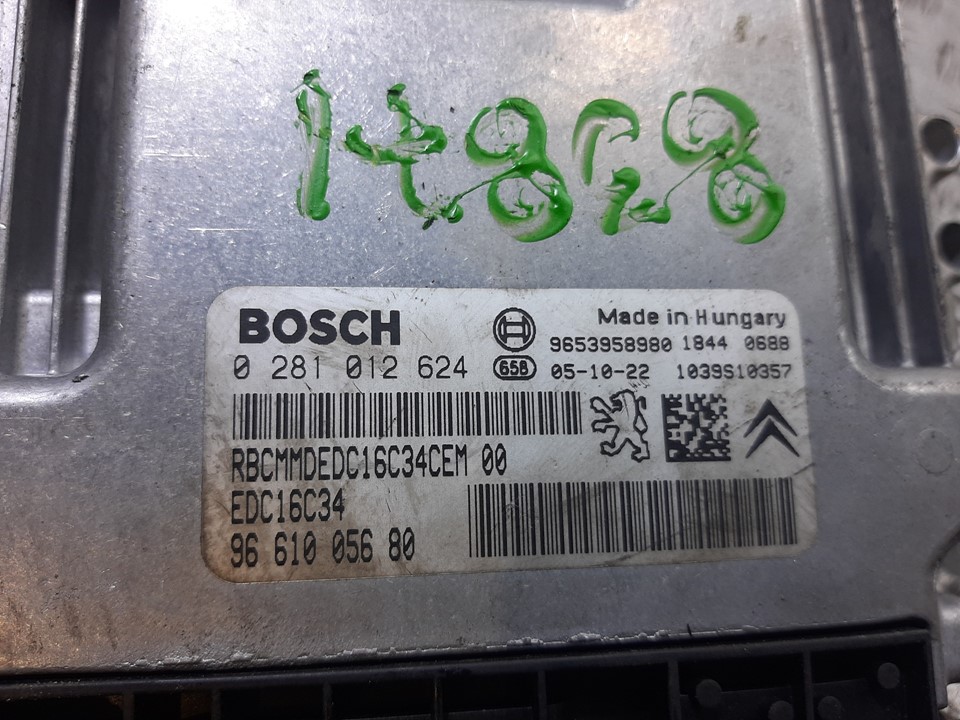 14828
BOSCH
0 281 012 624
Made in Hungary
9653958980 1844 0688
658 05-10-22 1039S10357
RBCMMDEDC16C34CEM 00
EDC16C34
96 610 056 80